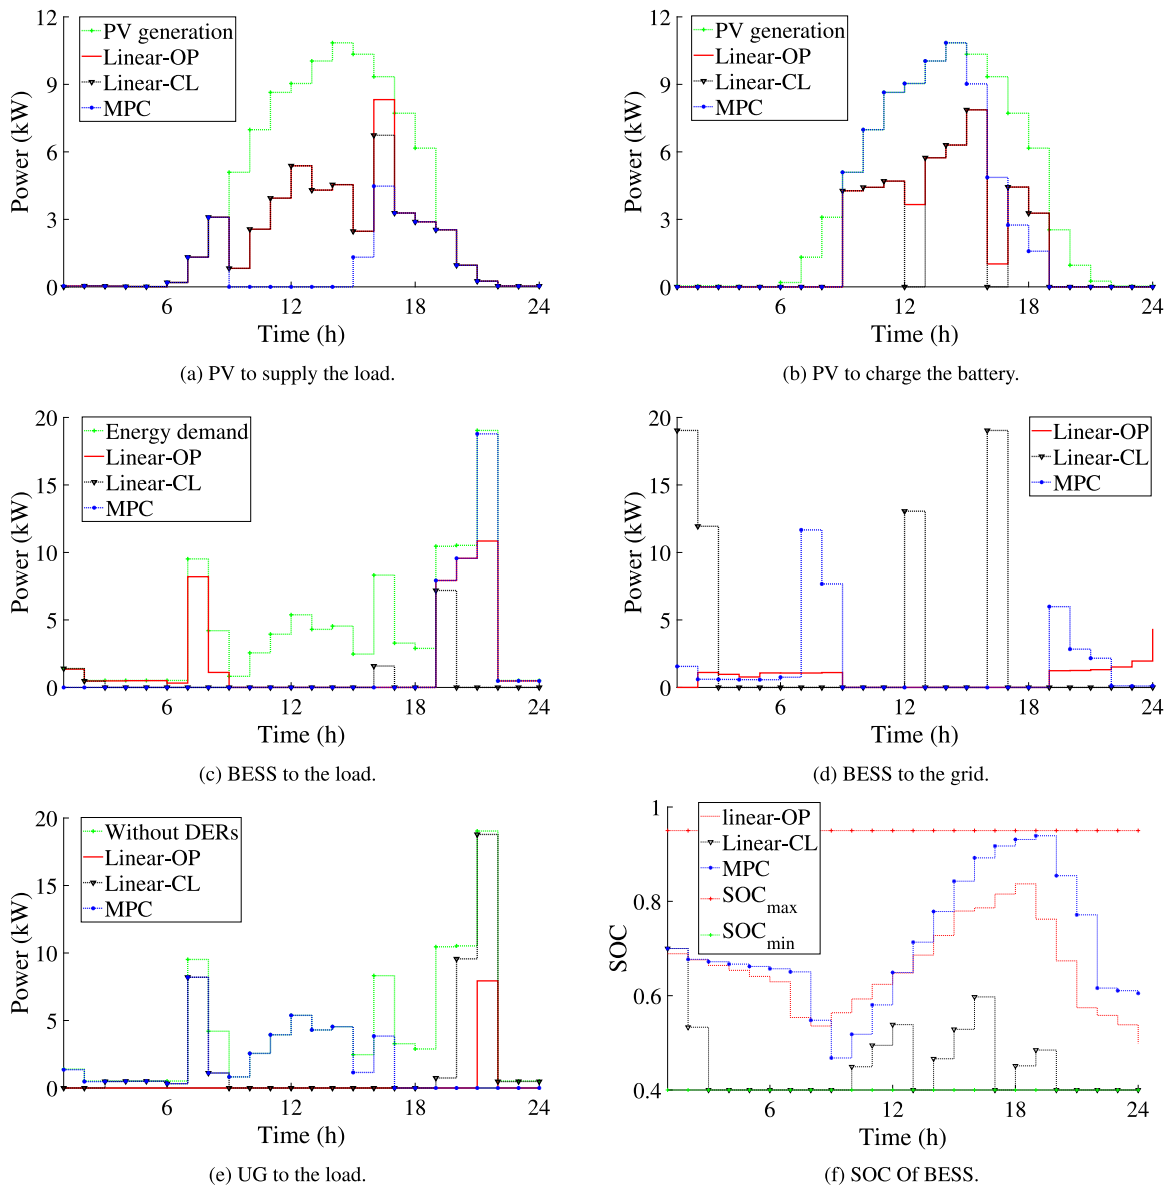 12
9
6
3
0
Power (kW)
PV generation
Linear-OP
Linear-CL
MPC
6
12
18
24
Time (h)
(a) PV to supply the load.
12
9
6
3
0
Power (kW)
PV generation
Linear-OP
Linear-CL
MPC
6
12
18
24
Time (h)
(b) PV to charge the battery.
20
15
10
5
0
Power (kW)
Energy demand
Linear-OP
Linear-CL
MPC
6
12
18
24
Time (h)
(c) BESS to the load.
20
15
10
5
0
Power (kW)
Linear-OP
Linear-CL
MPC
6
12
18
24
Time (h)
(d) BESS to the grid.
20
15
10
5
0
Power (kW)
Without DERs
Linear-OP
Linear-CL
MPC
6
12
18
24
Time (h)
(e) UG to the load.
1
0.8
0.6
0.4
SOC
linear-OP
Linear-CL
MPC
SOCmax
SOCmin
6
12
18
24
Time (h)
(f) SOC Of BESS.